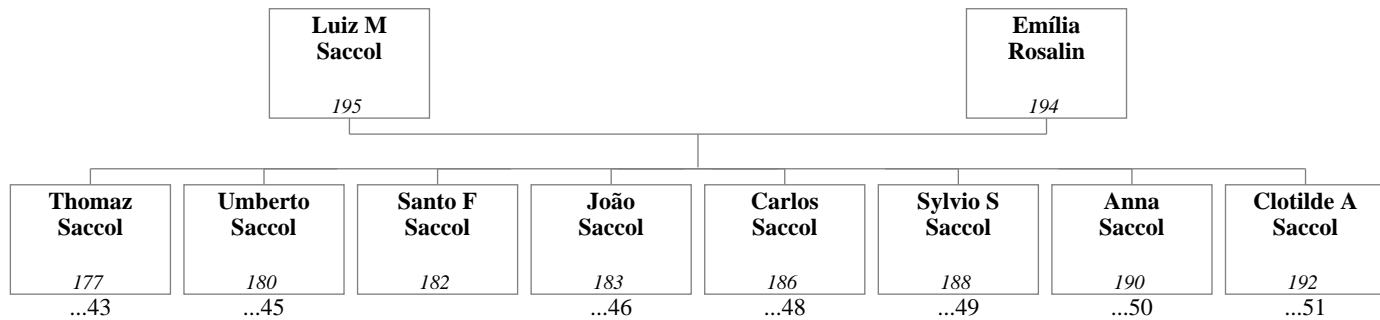 Luiz M
Saccol
195
Emília
Rosalin
194
Thomaz
Saccol
177
...43
Umberto
Saccol
180
...45
Santo F
Saccol
182
João
Saccol
183
...46
Carlos
Saccol
186
...48
Sylvio S
Saccol
188
...49
Anna
Saccol
190
...50
Clotilde A
Saccol
192
...51